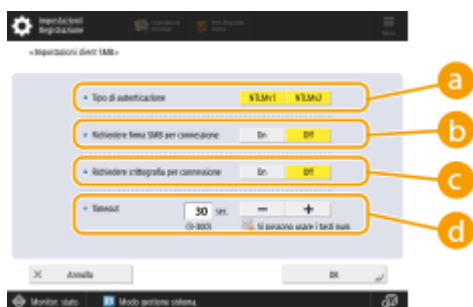 Impostazioni/
Registrazione
Menu
<Impostazioni client SMB>
Tipo di autenticazione
NTLMv1
NTLMv2
a
Richiedere firma SMB per connessione
On
Off
b
Richiedere crittografia per connessione
On
Off
c
Timeout
30
sec.
−
+
d
(0-300)
Si possono usare i tasti num.
Annulla
OK
Monitor. stato
Modo gestione sistema.